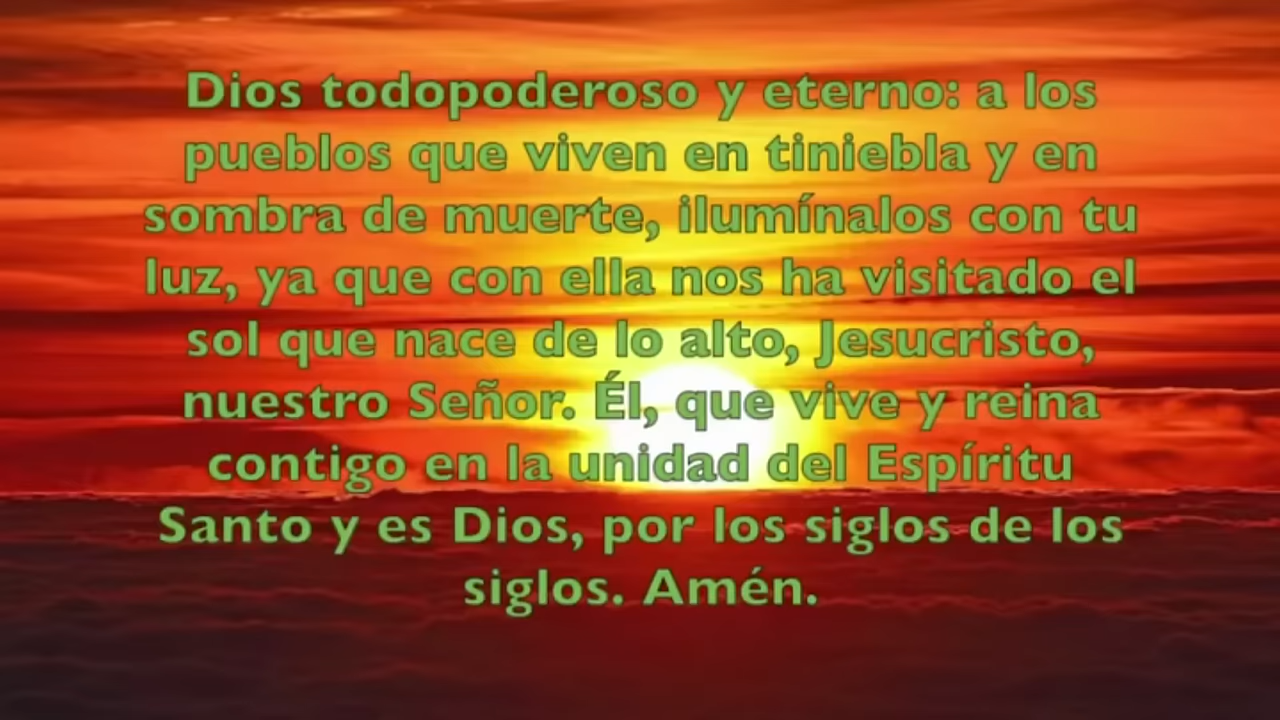 Dios todopoderoso y eterno: a los
pueblos que viven en tiniebla y en
sombra de muerte, ilumínalos con tu
luz, ya que con ella nos ha visitado el
sol que nace de lo alto, Jesucristo,
nuestro Señor. Él, que vive y reina
contigo en la unidad del Espíritu
Santo y es Dios, por los siglos de los
siglos. Amén.